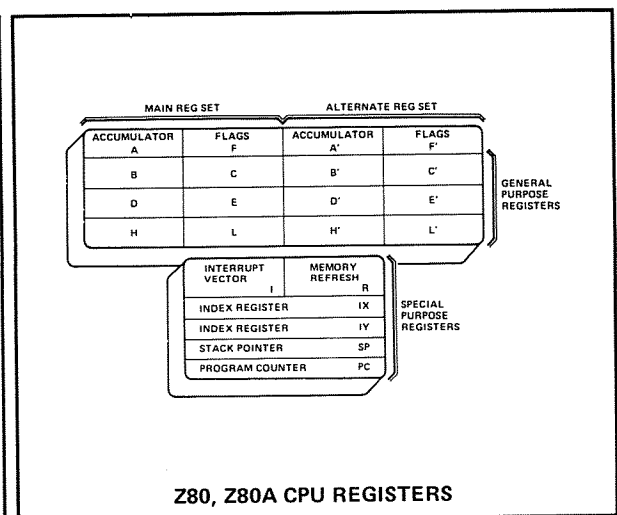 MAIN REG SET ALTERNATE REG SET
ACCUMULATOR FLAGS ACCUMULATOR FLAGS
A F A' F'
B C B' C'
D E D' E'
H L H' L'
GENERAL
PURPOSE
REGISTERS
INTERRUPT MEMORY
VECTOR REFRESH
I R
INDEX REGISTER IX
INDEX REGISTER IY
STACK POINTER SP
PROGRAM COUNTER PC
SPECIAL
PURPOSE
REGISTERS
Z80, Z80A CPU REGISTERS